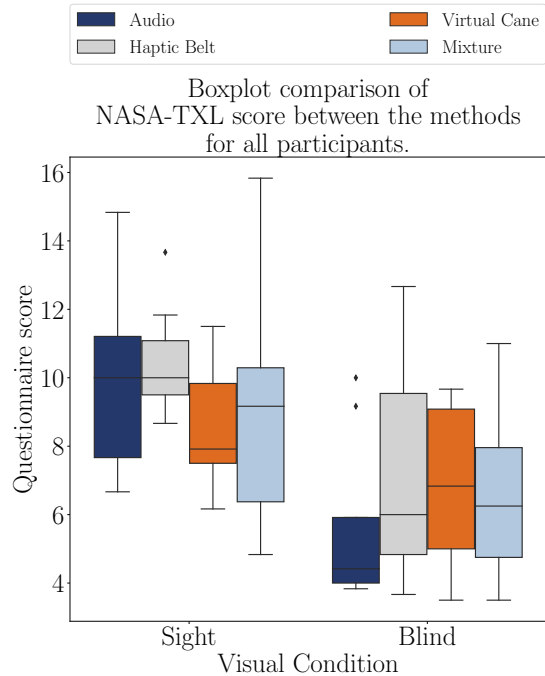 Audio
Haptic Belt
Virtual Cane
Mixture
Boxplot comparison of
NASA-TXL score between the methods
for all participants.
Questionnaire score
16
14
12
10
8
6
4
Sight
Blind
Visual Condition